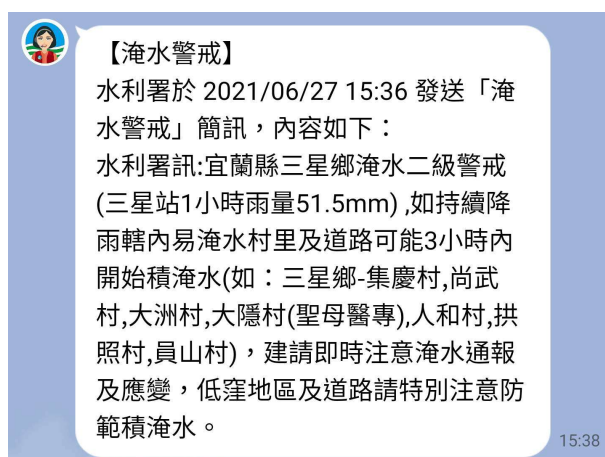 【淹水警戒】
水利署於 2021/06/27 15:36 發送「淹
水警戒」簡訊，內容如下：
水利署訊:宜蘭縣三星鄉淹水二級警戒
(三星站1小時雨量51.5mm) ,如持續降
雨轄內易淹水村里及道路可能3小時內
開始積淹水(如：三星鄉-集慶村,尚武
村,大洲村,大隱村(聖母醫專),人和村,拱
照村,員山村)，建請即時注意淹水通報
及應變，低窪地區及道路請特別注意防
範積淹水。
15:38